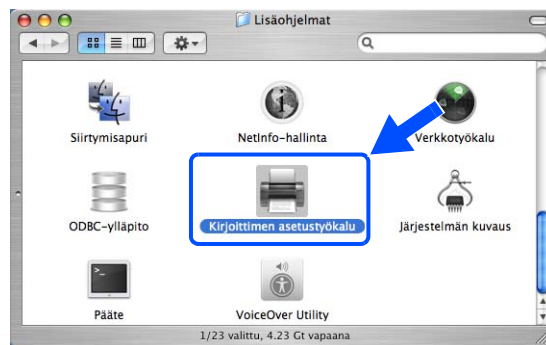 Lisäohjelmat
Siirtymisapuri
NetInfo-hallinta
Verkkotyökalu
ODBC-ylläpito
Kirjoittimen asetustyökalu
Järjestelmän kuvaus
Pääte
VoiceOver Utility
1/23 valittu, 4.23 Gt vapaana